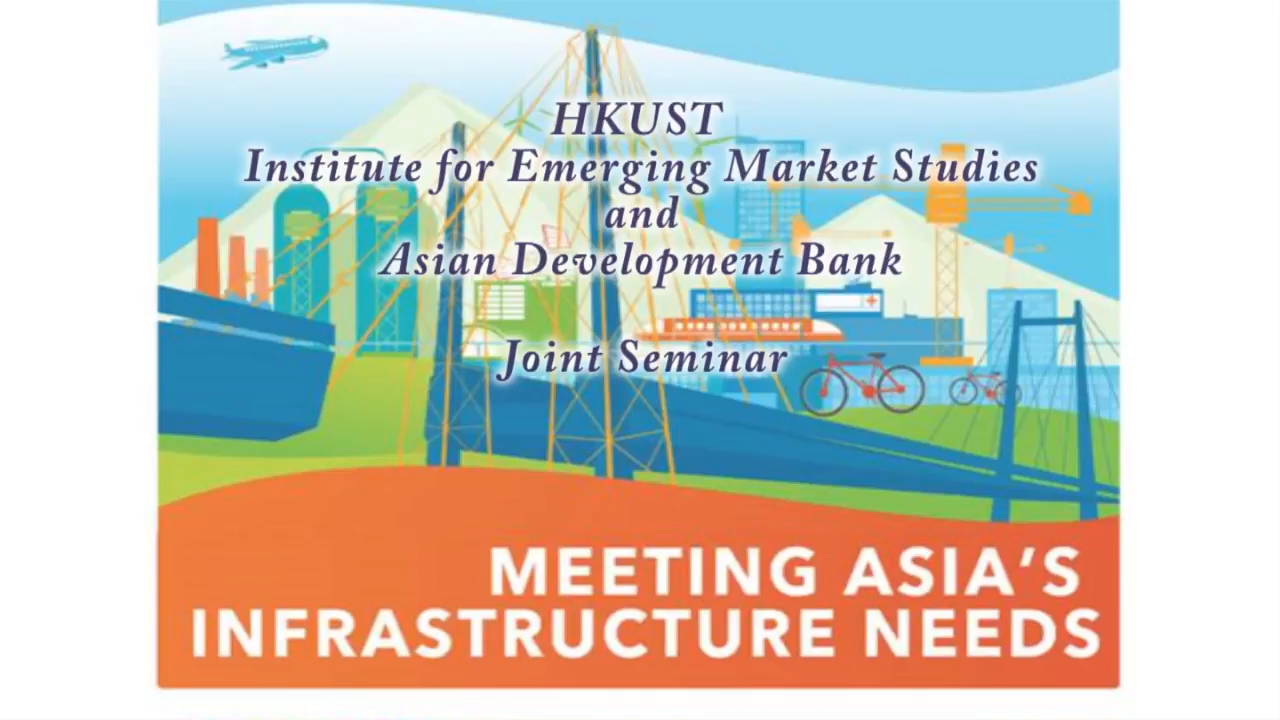 HKUST
Institute for Emerging Market Studies
and
Asian Development Bank
Joint Seminar
MEETING ASIA'S
INFRASTRUCTURE NEEDS